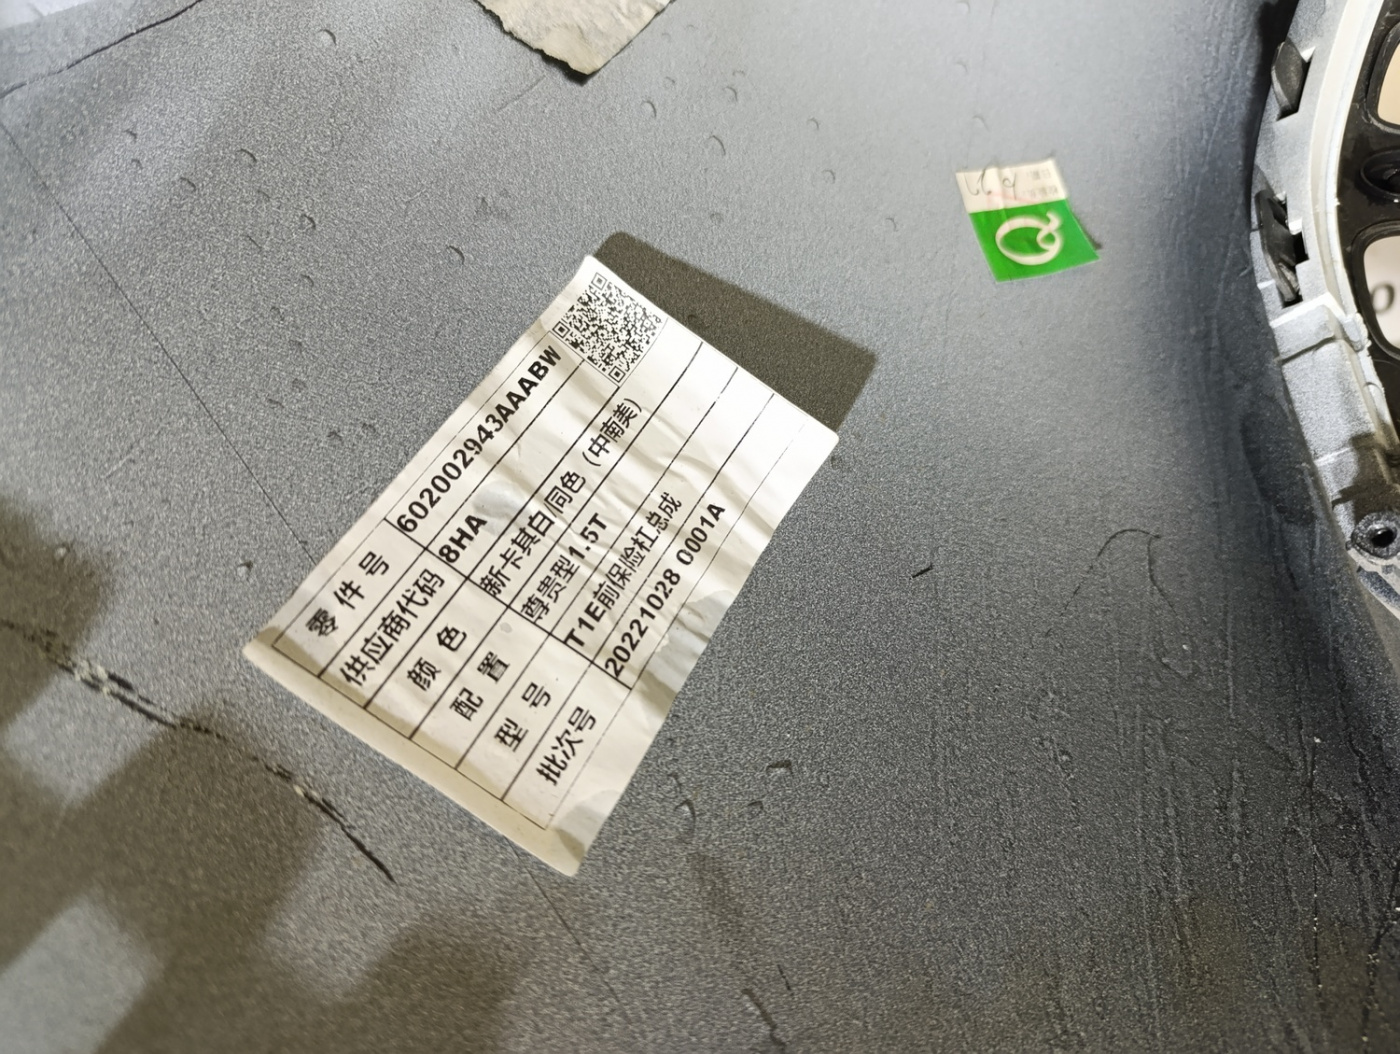 零件号 602002943AAABW
供应商代码 8HA
颜色 新卡其白/同色（中南美）
配置 尊贵型1.5T
型号 T1E前保险杠总成
批次号 20221028 0001A
Q